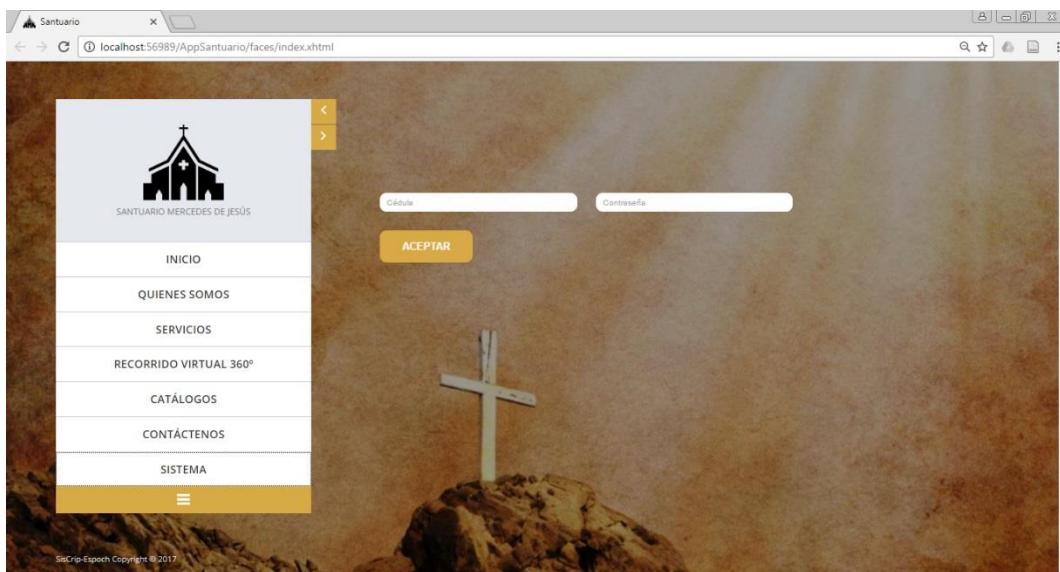 Santuario
localhost:56989/AppSantuario/faces/index.xhtml
SANTUARIO MERCEDES DE JESÚS
Cédula
Contraseña
ACEPTAR
INICIO
QUIENES SOMOS
SERVICIOS
RECORRIDO VIRTUAL 360º
CATÁLOGOS
CONTÁCTENOS
SISTEMA
SisCrip-Espoch Copyright © 2017